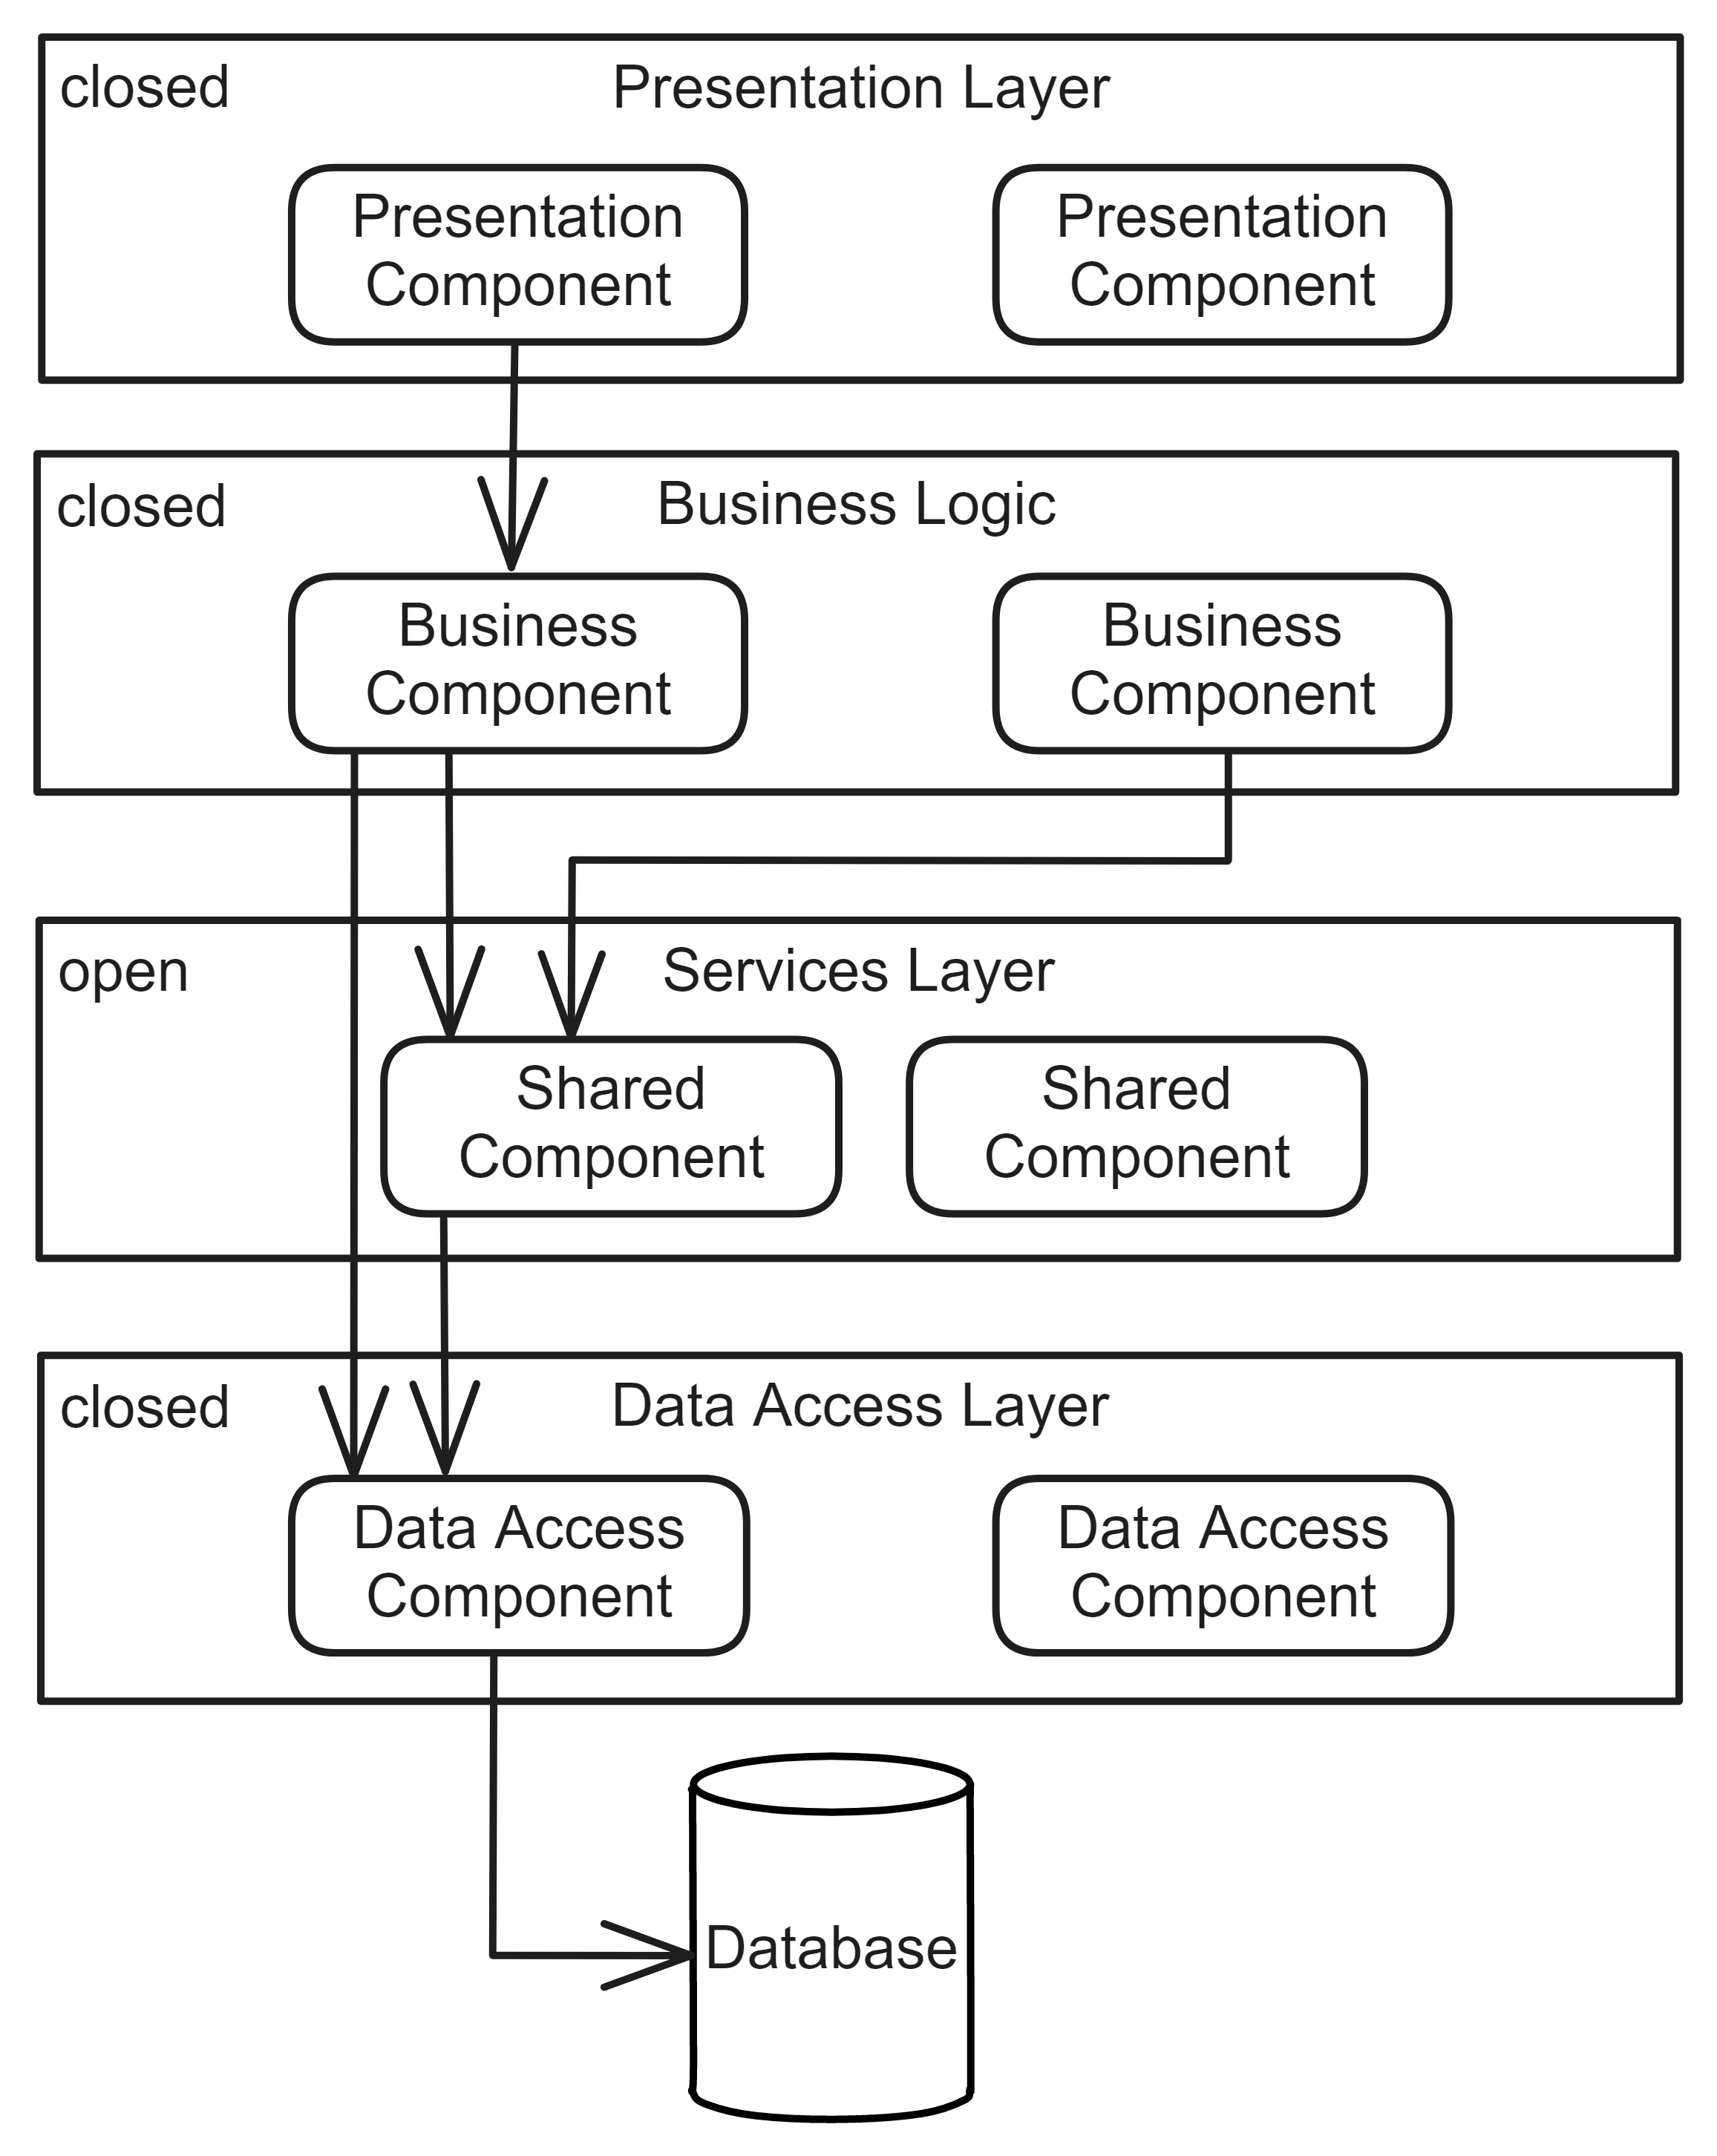 closed
Presentation Layer
Presentation
Component
Presentation
Component
closed
Business Logic
Business
Component
Business
Component
open
Services Layer
Shared
Component
Shared
Component
closed
Data Access Layer
Data Access
Component
Data Access
Component
Database